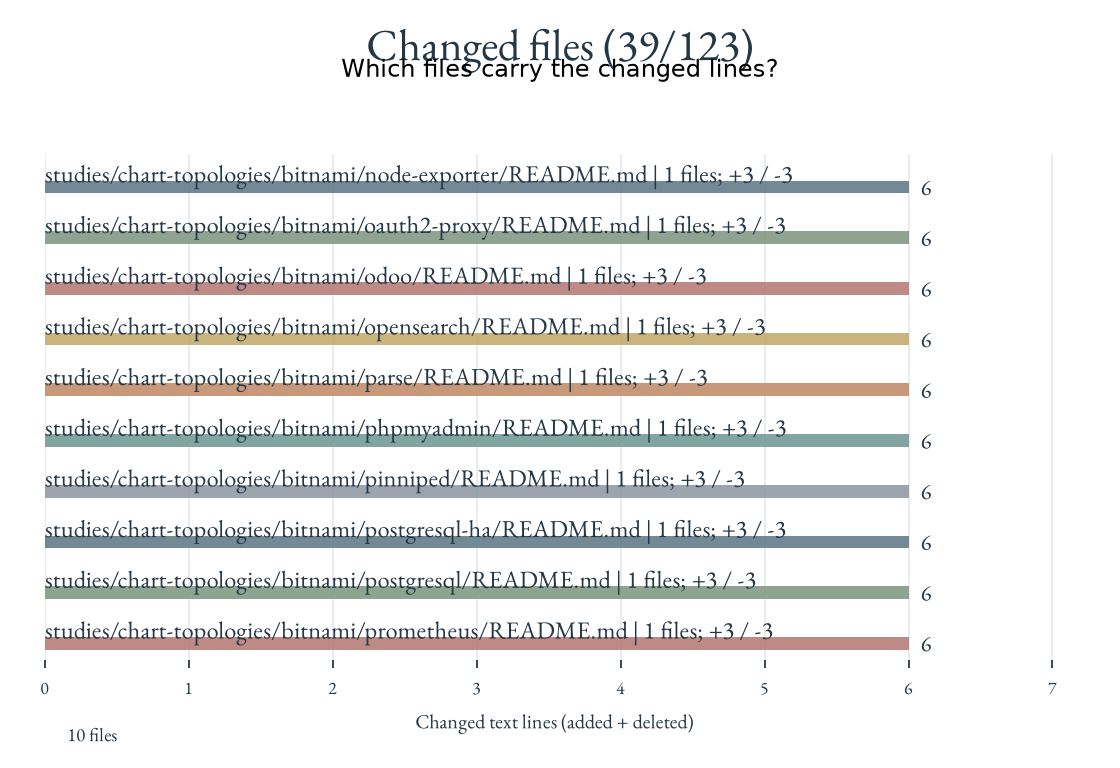 Changed files (39/123)
Which files carry the changed lines?
studies/chart-topologies/bitnami/node-exporter/README.md | 1 files; +3 / -3
6
studies/chart-topologies/bitnami/oauth2-proxy/README.md | 1 files; +3 / -3
6
studies/chart-topologies/bitnami/odoo/README.md | 1 files; +3 / -3
6
studies/chart-topologies/bitnami/opensearch/README.md | 1 files; +3 / -3
6
studies/chart-topologies/bitnami/parse/README.md | 1 files; +3 / -3
6
studies/chart-topologies/bitnami/phpmyadmin/README.md | 1 files; +3 / -3
6
studies/chart-topologies/bitnami/pinniped/README.md | 1 files; +3 / -3
6
studies/chart-topologies/bitnami/postgresql-ha/README.md | 1 files; +3 / -3
6
studies/chart-topologies/bitnami/postgresql/README.md | 1 files; +3 / -3
6
studies/chart-topologies/bitnami/prometheus/README.md | 1 files; +3 / -3
6
0 1 2 3 4 5 6 7
Changed text lines (added + deleted)
10 files